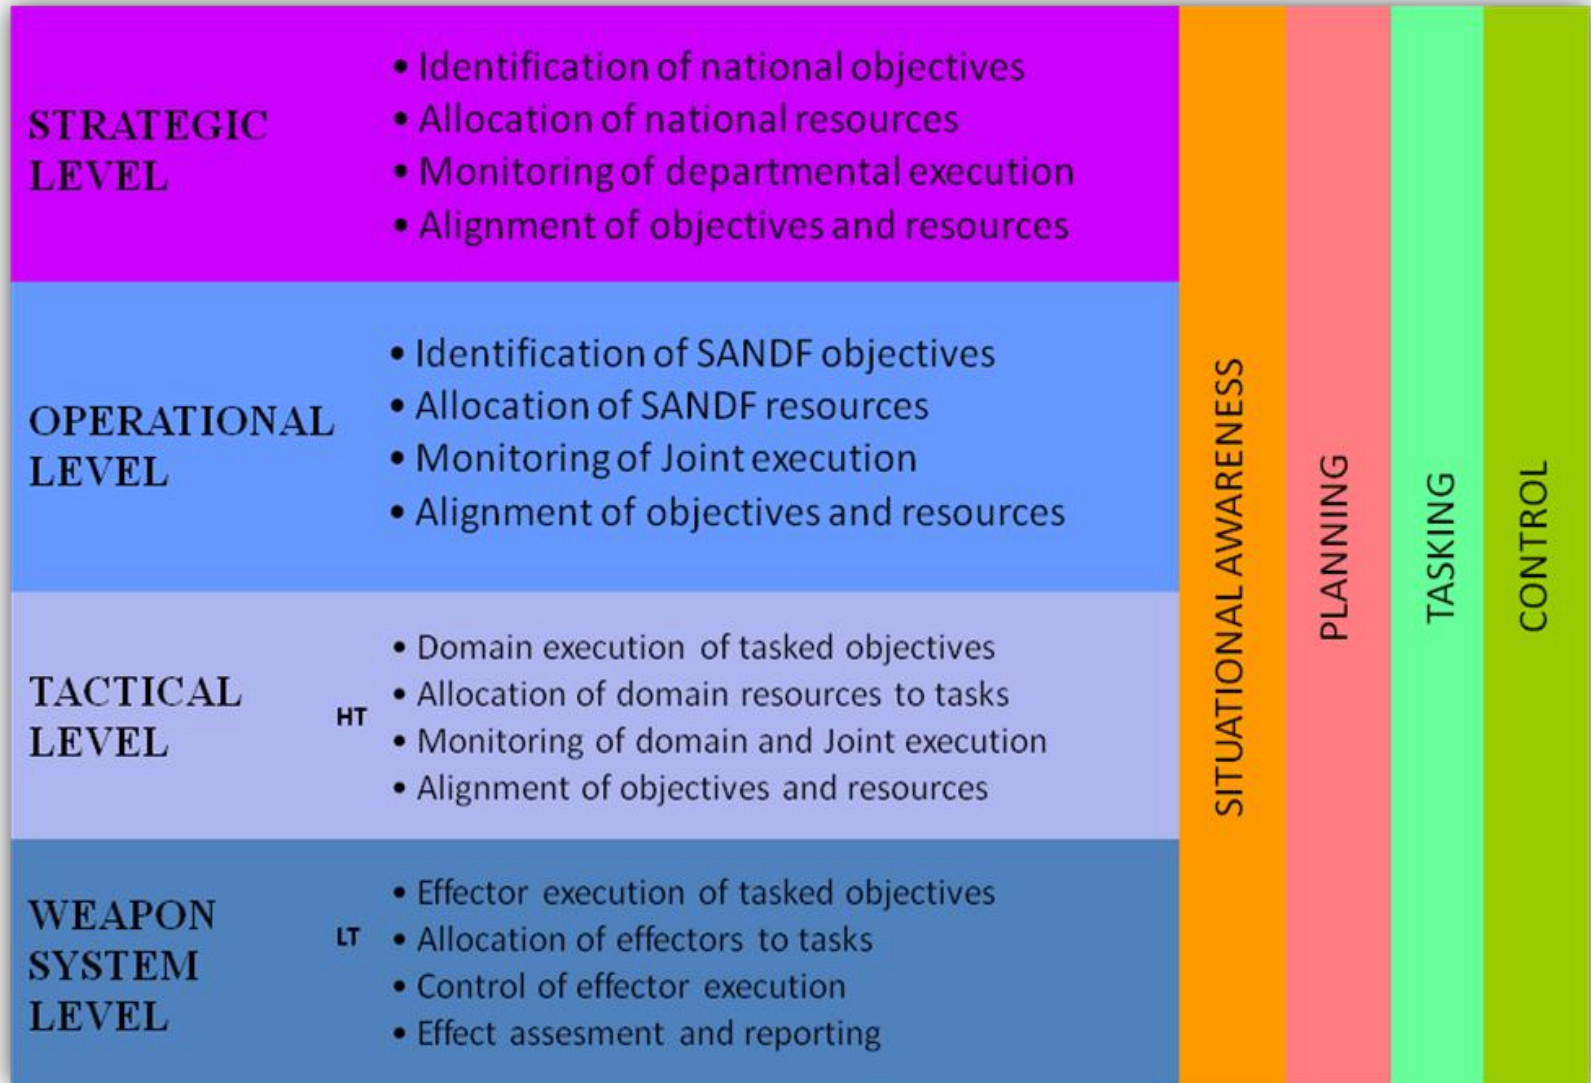 STRATEGIC
LEVEL
• Identification of national objectives
• Allocation of national resources
• Monitoring of departmental execution
• Alignment of objectives and resources
OPERATIONAL
LEVEL
• Identification of SANDF objectives
• Allocation of SANDF resources
• Monitoring of Joint execution
• Alignment of objectives and resources
TACTICAL
LEVEL
HT
• Domain execution of tasked objectives
• Allocation of domain resources to tasks
• Monitoring of domain and Joint execution
• Alignment of objectives and resources
WEAPON
SYSTEM
LEVEL
LT
• Effector execution of tasked objectives
• Allocation of effectors to tasks
• Control of effector execution
• Effect assesment and reporting
SITUATIONAL AWARENESS
PLANNING
TASKING
CONTROL